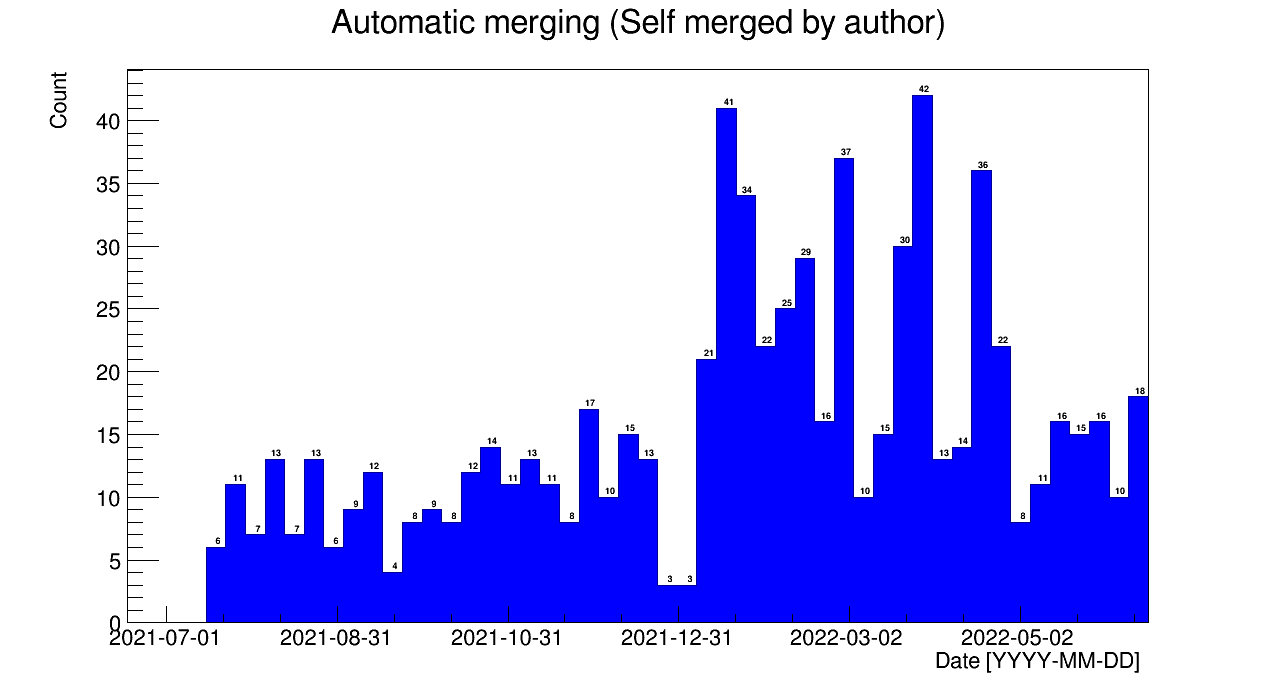 Automatic merging (Self merged by author)
Count
40
35
30
25
20
15
10
5
0
6 11 7 13 7 13 6 9 12 4 8 9 8 12 14 11 13 11 8 17 10 15 13 3 3 21 41 34 22 25 29 16 37 10 15 30 42 13 14 36 22 8 11 16 15 16 10 18
2021-07-01 2021-08-31 2021-10-31 2021-12-31 2022-03-02 2022-05-02
Date [YYYY-MM-DD]